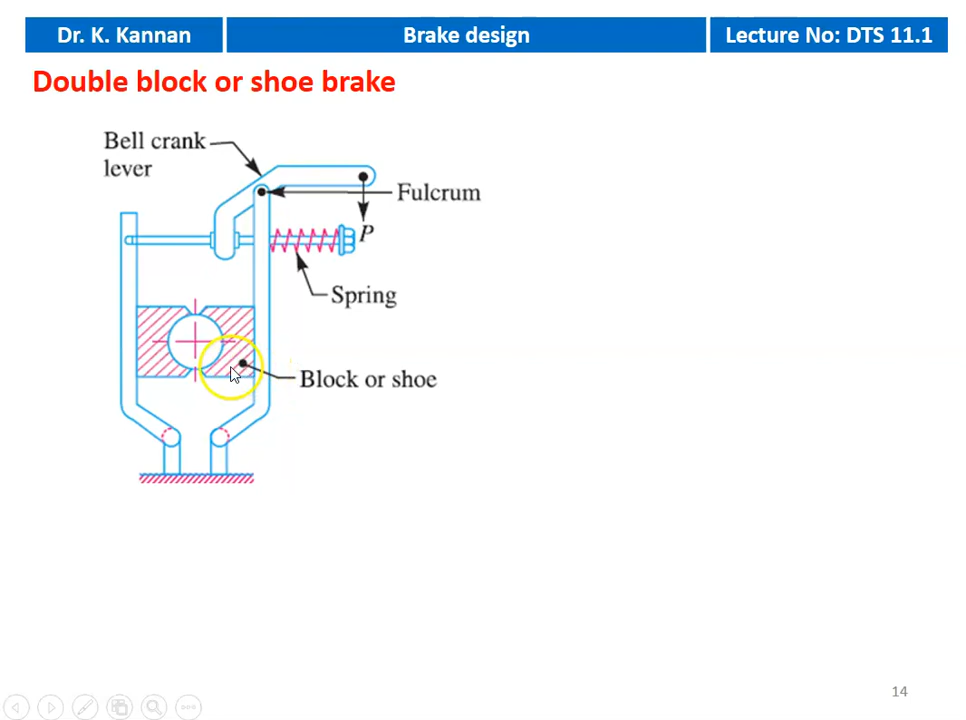 Dr. K. Kannan
Brake design
Lecture No: DTS 11.1
Double block or shoe brake
Bell crank
lever
Fulcrum
P
Spring
Block or shoe
14